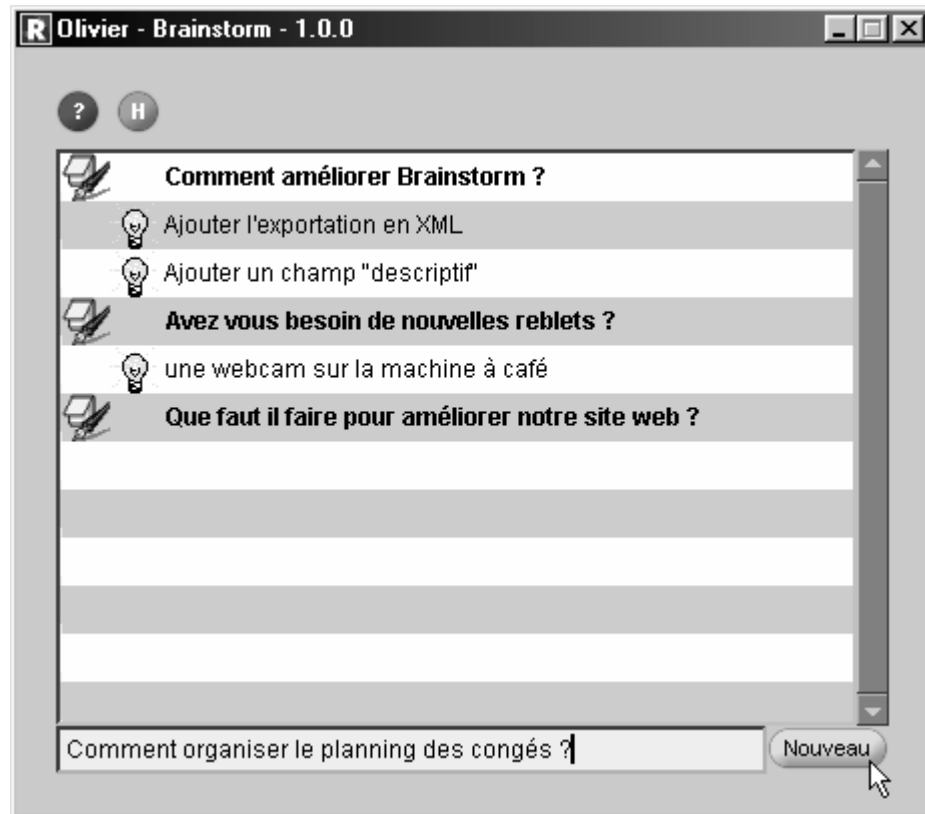 R Olivier - Brainstorm - 1.0.0
? H
Comment améliorer Brainstorm ?
Ajouter l'exportation en XML
Ajouter un champ "descriptif"
Avez vous besoin de nouvelles reblets ?
une webcam sur la machine à café
Que faut il faire pour améliorer notre site web ?
Comment organiser le planning des congés ?
Nouveau